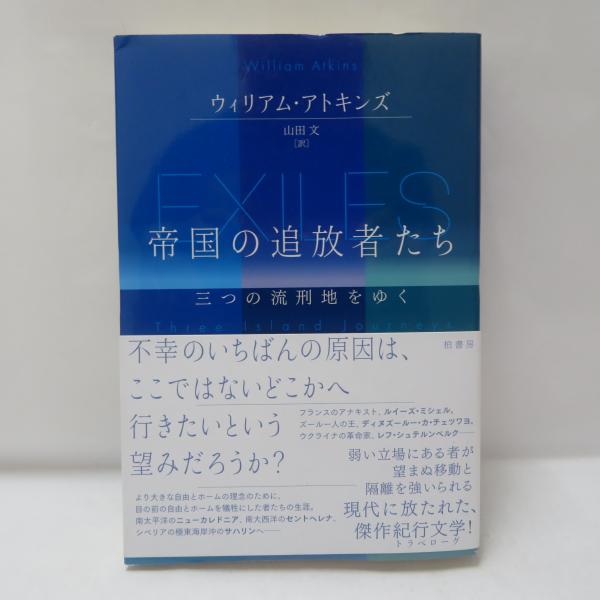 William Atkins
ウィリアム・アトキンズ
山田 文
[訳]
EXILES
帝国の追放者たち
三つの流刑地をゆく
Three Island Journeys
柏書房
不幸のいちばんの原因は、
ここではないどこかへ
行きたいという
望みだろうか?
フランスのアナキスト、ルイーズ・ミシェル。
ズールー人の王、ディヌズールー・カ・チェツワヨ。
ウクライナの革命家、レフ・シュテルンベルク——
弱い立場にある者が
望まぬ移動と
隔離を強いられる
現代に放たれた、
傑作紀行文学!
トラベローグ
より大きな自由とホームの理念のために、
目の前の自由とホームを犠牲にした者たちの生涯。
南太平洋のニューカレドニア、南大西洋のセントヘレナ、
シベリアの極東海岸沖のサハリンへ——